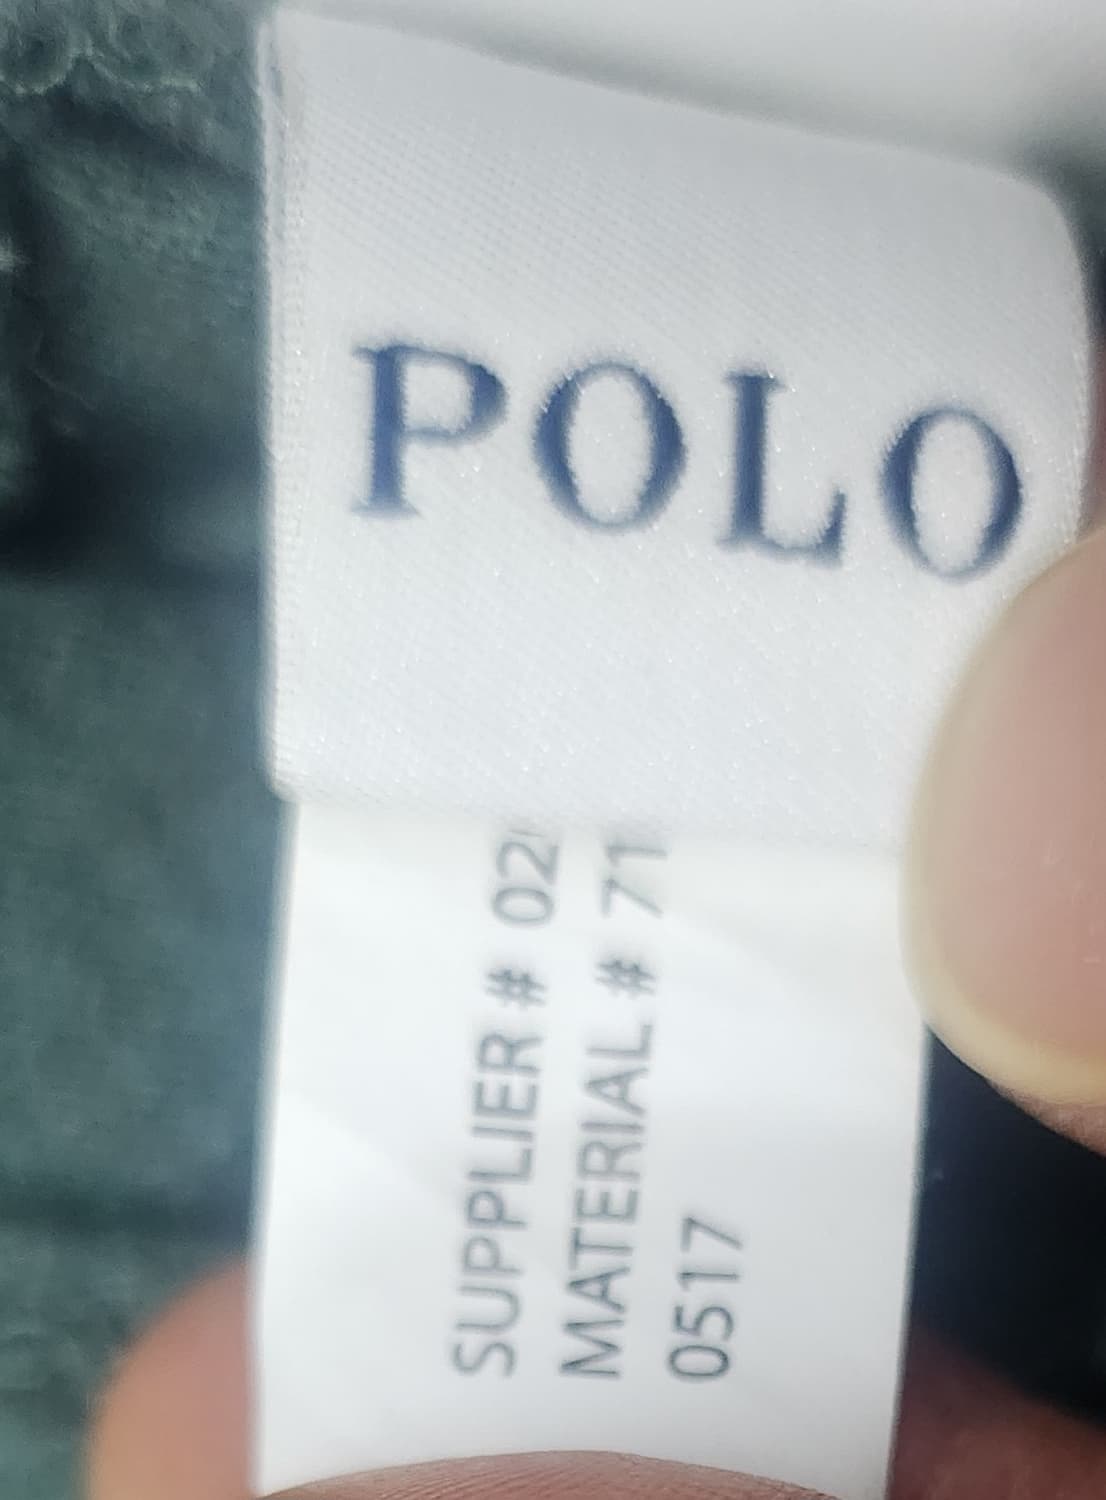 POLO
SUPPLIER # 02
MATERIAL # 71
0517